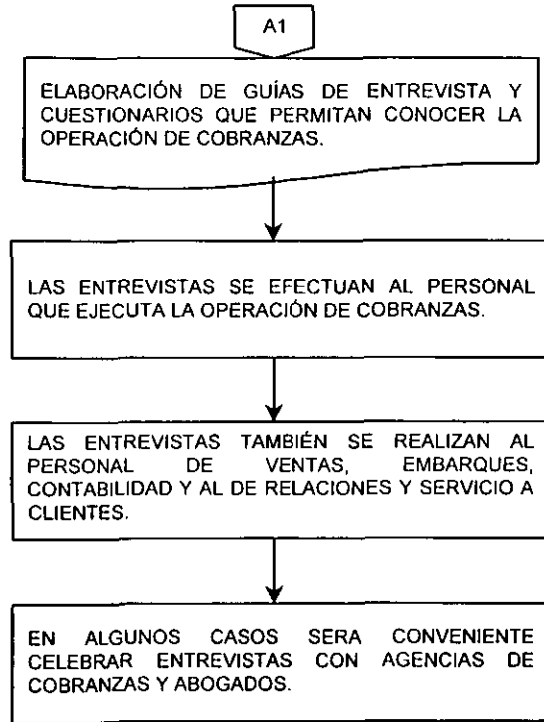 A1
ELABORACIÓN DE GUÍAS DE ENTREVISTA Y
CUESTIONARIOS QUE PERMITAN CONOCER LA
OPERACIÓN DE COBRANZAS.
LAS ENTREVISTAS SE EFECTUAN AL PERSONAL
QUE EJECUTA LA OPERACIÓN DE COBRANZAS.
LAS ENTREVISTAS TAMBIÉN SE REALIZAN AL
PERSONAL DE VENTAS, EMBARQUES,
CONTABILIDAD Y AL DE RELACIONES Y SERVICIO A
CLIENTES.
EN ALGUNOS CASOS SERA CONVENIENTE
CELEBRAR ENTREVISTAS CON AGENCIAS DE
COBRANZAS Y ABOGADOS.